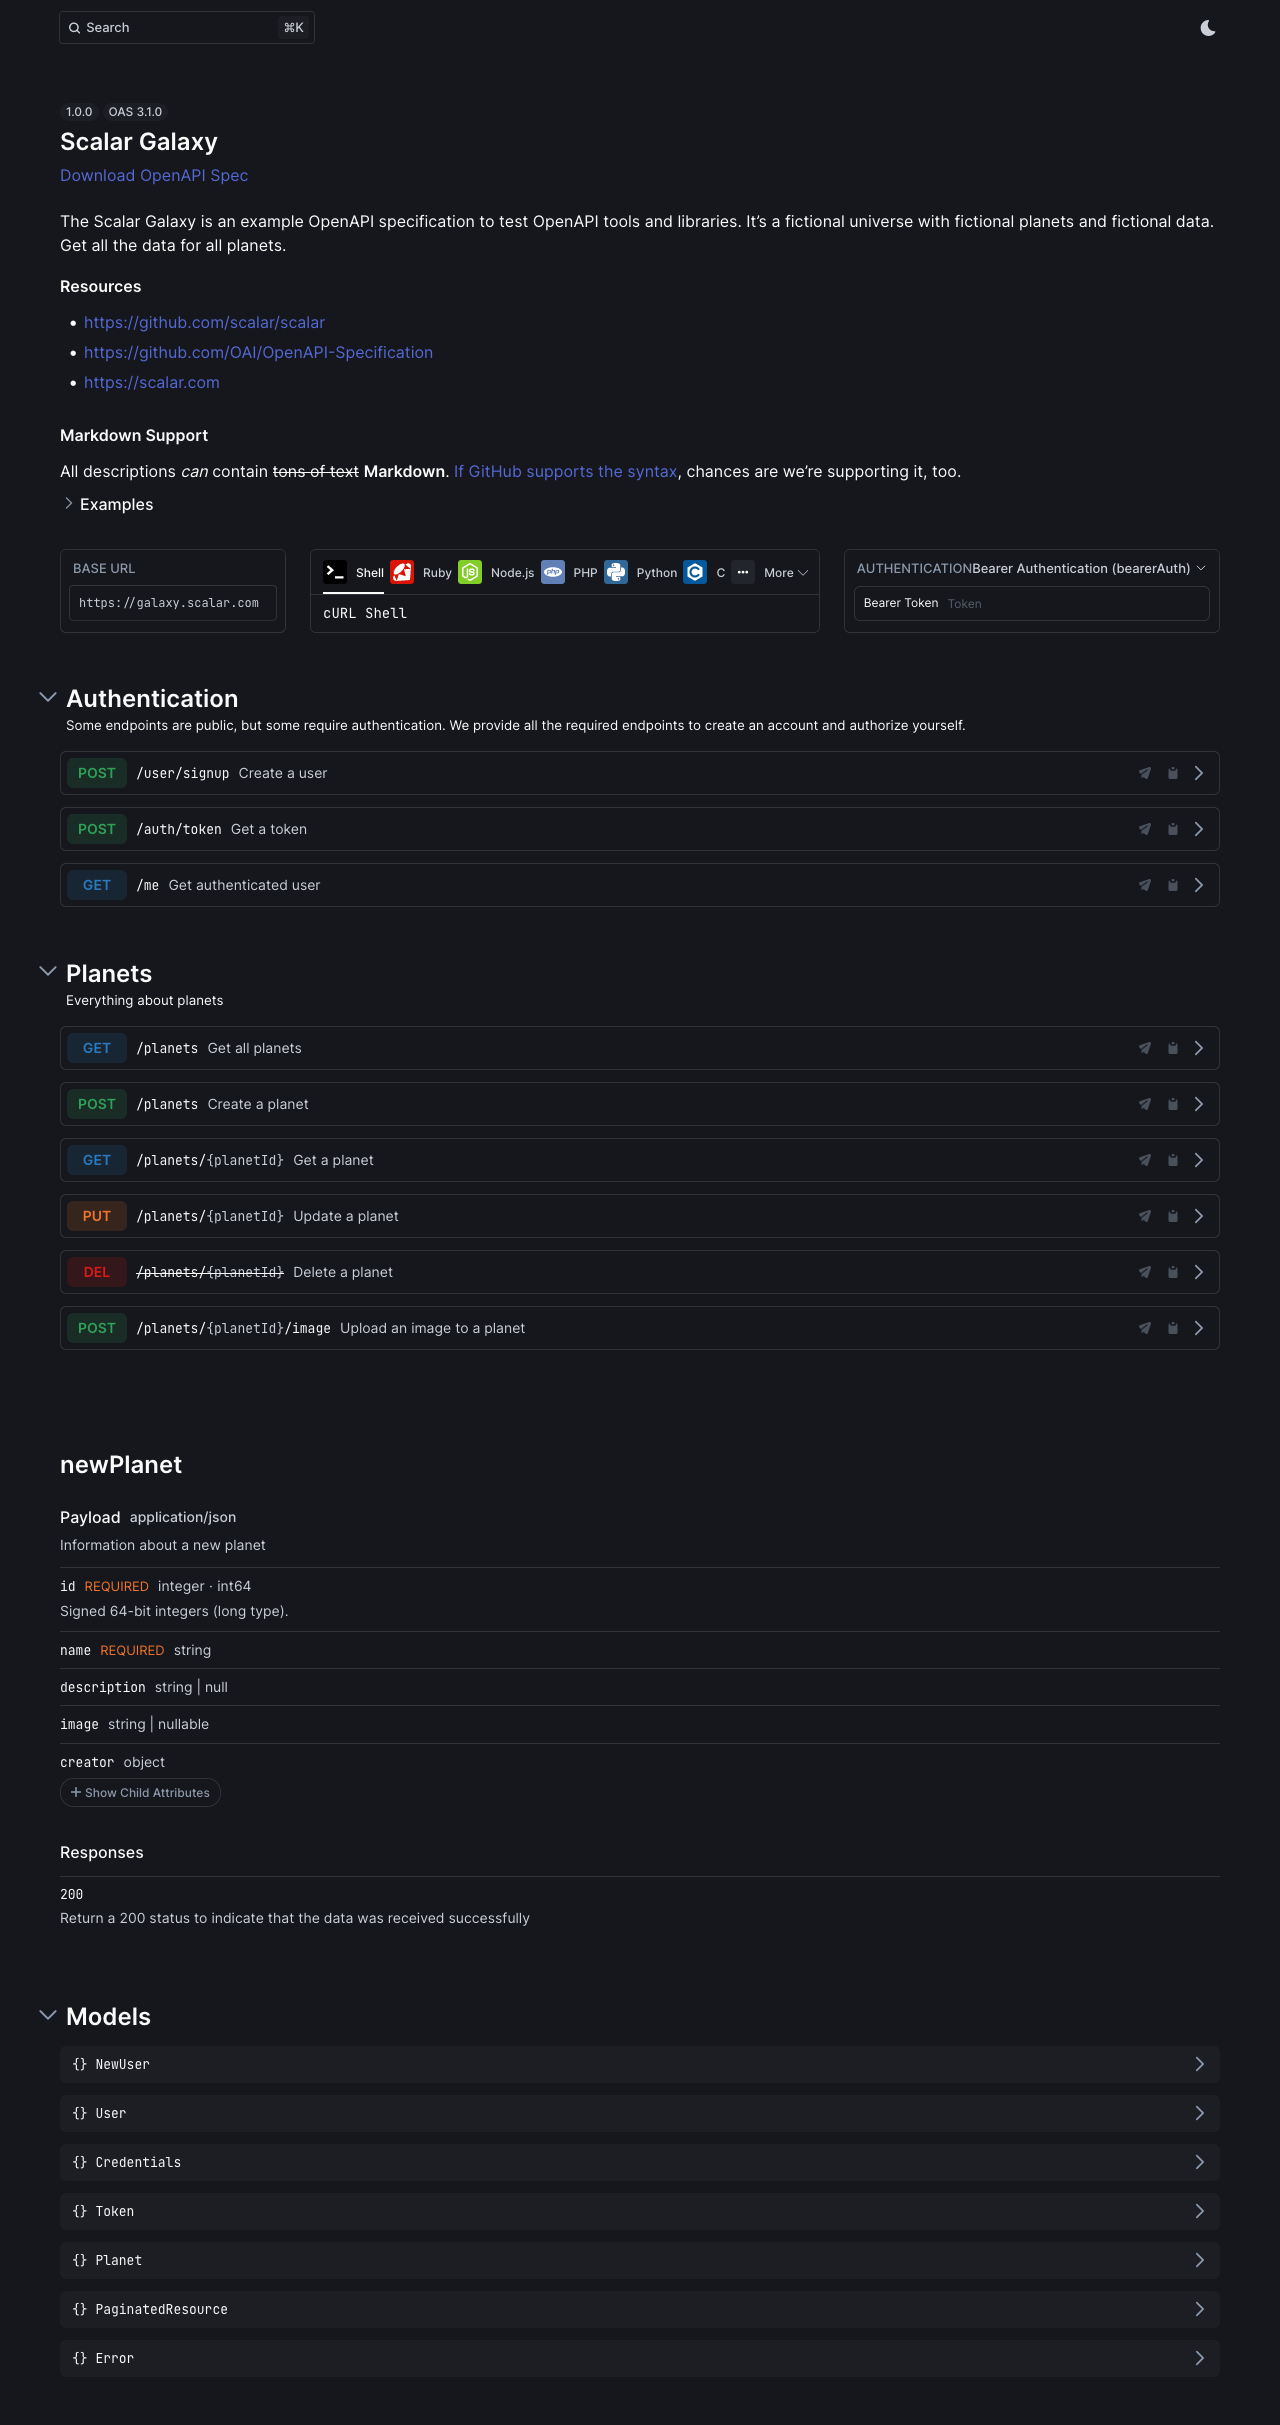 Search ⌘K
1.0.0 OAS 3.1.0
Scalar Galaxy
Download OpenAPI Spec
The Scalar Galaxy is an example OpenAPI specification to test OpenAPI tools and libraries. It’s a fictional universe with fictional planets and fictional data.
Get all the data for all planets.
Resources
• https://github.com/scalar/scalar
• https://github.com/OAI/OpenAPI-Specification
• https://scalar.com
Markdown Support
All descriptions can contain tons of text Markdown. If GitHub supports the syntax, chances are we’re supporting it, too.
Examples
BASE URL
https://galaxy.scalar.com
Shell Ruby Node.js PHP Python C More
cURL Shell
AUTHENTICATION Bearer Authentication (bearerAuth)
Bearer Token Token
Authentication
Some endpoints are public, but some require authentication. We provide all the required endpoints to create an account and authorize yourself.
POST /user/signup Create a user
POST /auth/token Get a token
GET /me Get authenticated user
Planets
Everything about planets
GET /planets Get all planets
POST /planets Create a planet
GET /planets/{planetId} Get a planet
PUT /planets/{planetId} Update a planet
DEL /planets/{planetId} Delete a planet
POST /planets/{planetId}/image Upload an image to a planet
newPlanet
Payload application/json
Information about a new planet
id REQUIRED integer · int64
Signed 64-bit integers (long type).
name REQUIRED string
description string | null
image string | nullable
creator object
+ Show Child Attributes
Responses
200
Return a 200 status to indicate that the data was received successfully
Models
{} NewUser
{} User
{} Credentials
{} Token
{} Planet
{} PaginatedResource
{} Error